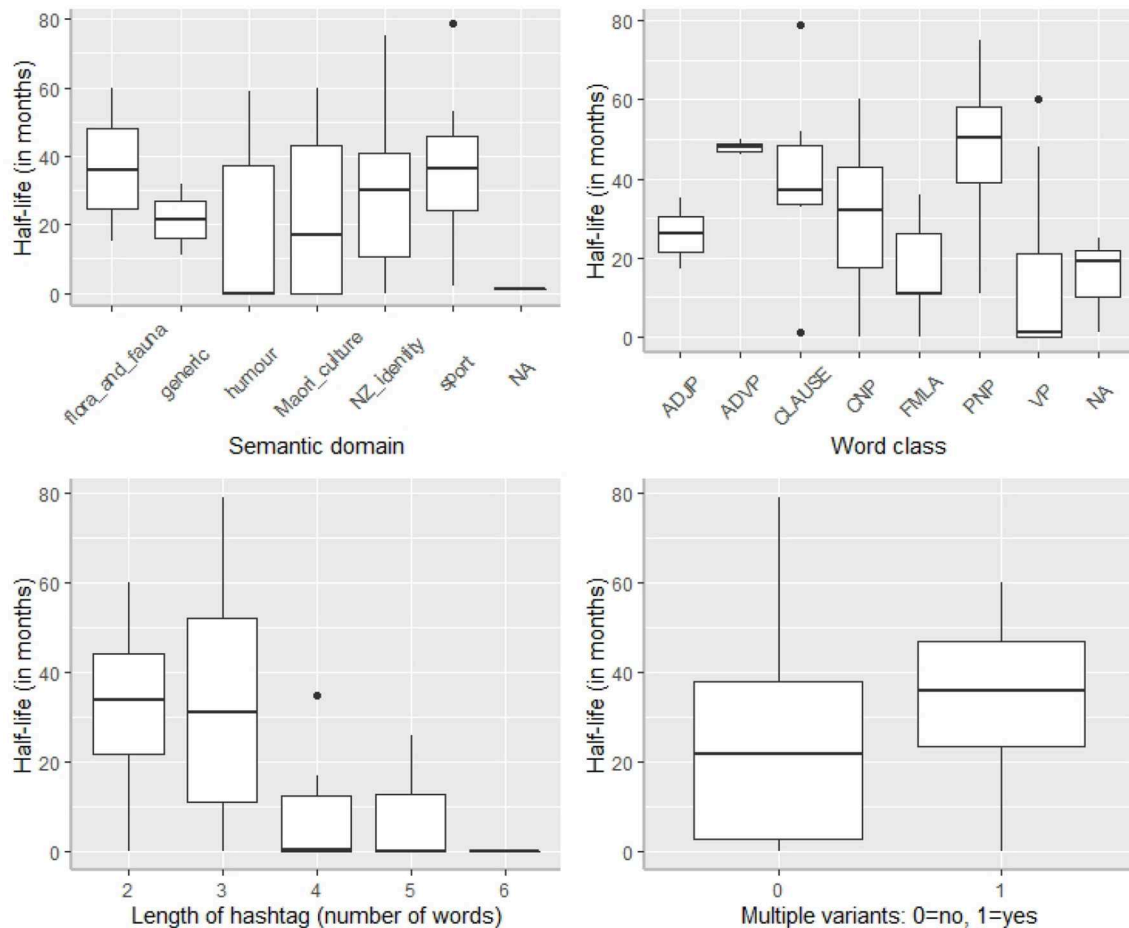 Half-life (in months)
80
60
40
20
0
flora_and_fauna
generic
humour
Maori_culture
NZ_identity
sport
NA
Semantic domain
Half-life (in months)
80
60
40
20
0
ADJP
ADVP
CLAUSE
CNP
FMLA
PNP
VP
NA
Word class
Half-life (in months)
80
60
40
20
0
2 3 4 5 6
Length of hashtag (number of words)
Half-life (in months)
80
60
40
20
0
0 1
Multiple variants: 0=no, 1=yes